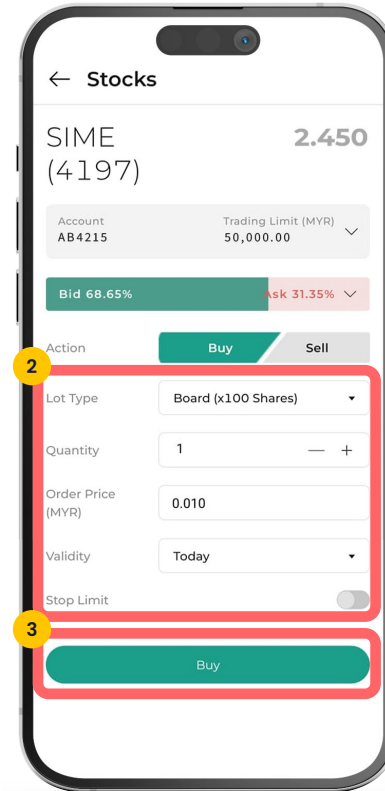 ← Stocks
SIME 2.450
(4197)
Account Trading Limit (MYR)
AB4215 50,000.00
Bid 68.65% Ask 31.35%
Action Buy Sell
2
Lot Type Board (x100 Shares)
Quantity 1 — +
Order Price
(MYR) 0.010
Validity Today
Stop Limit
3
Buy